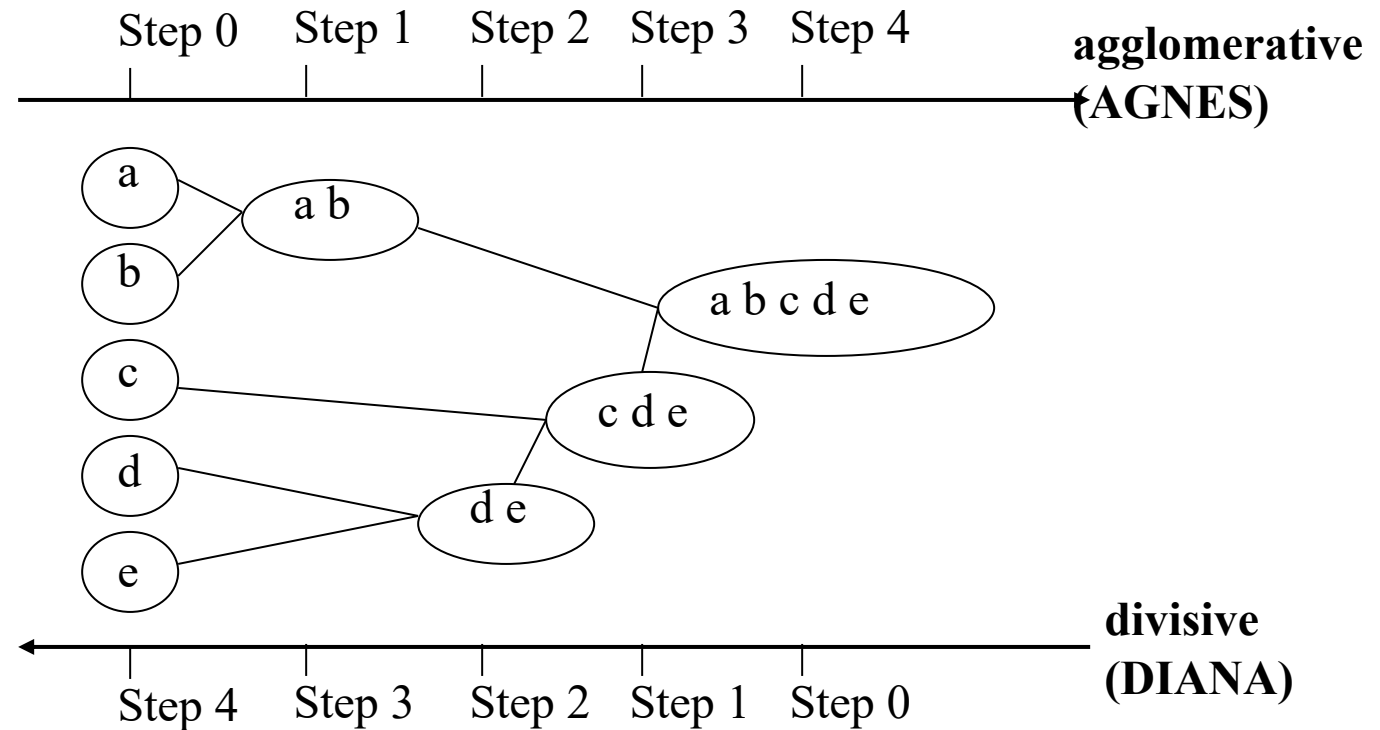 Step 0 Step 1 Step 2 Step 3 Step 4
agglomerative
(AGNES)
a
a b
b
a b c d e
c
c d e
d
d e
e
divisive
(DIANA)
Step 4 Step 3 Step 2 Step 1 Step 0